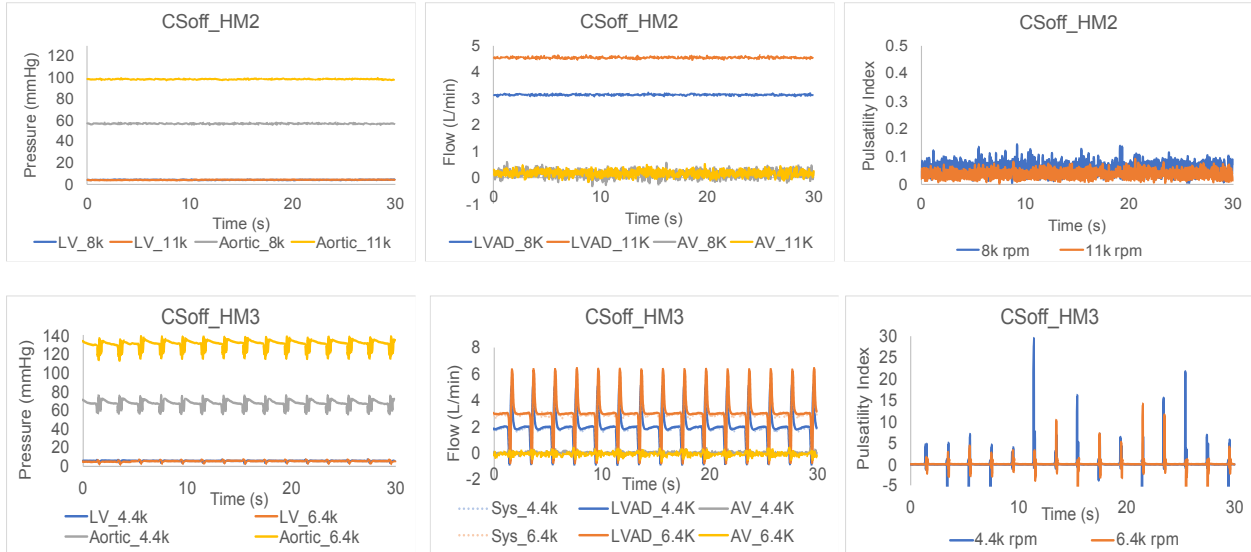 CSoff_HM2
Pressure (mmHg)
120
100
80
60
40
20
0
0 10 20 30
Time (s)
LV_8k LV_11k Aortic_8k Aortic_11k
CSoff_HM2
Flow (L/min)
5
4
3
2
1
0
-1
0 10 20 30
Time (s)
LVAD_8K LVAD_11K AV_8K AV_11K
CSoff_HM2
Pulsatility Index
0.5
0.4
0.3
0.2
0.1
0
0 10 20 30
Time (s)
8k rpm 11k rpm
CSoff_HM3
Pressure (mmHg)
140
120
100
80
60
40
20
0
0 10 20 30
Time (s)
LV_4.4k LV_6.4k
Aortic_4.4k Aortic_6.4k
CSoff_HM3
Flow (L/min)
8
6
4
2
0
-2
0 10 20 30
Time (s)
Sys_4.4k LVAD_4.4K AV_4.4K
Sys_6.4k LVAD_6.4K AV_6.4K
CSoff_HM3
Pulsatility Index
30
25
20
15
10
5
0
-5
0 10 20 30
Time (s)
4.4k rpm 6.4k rpm